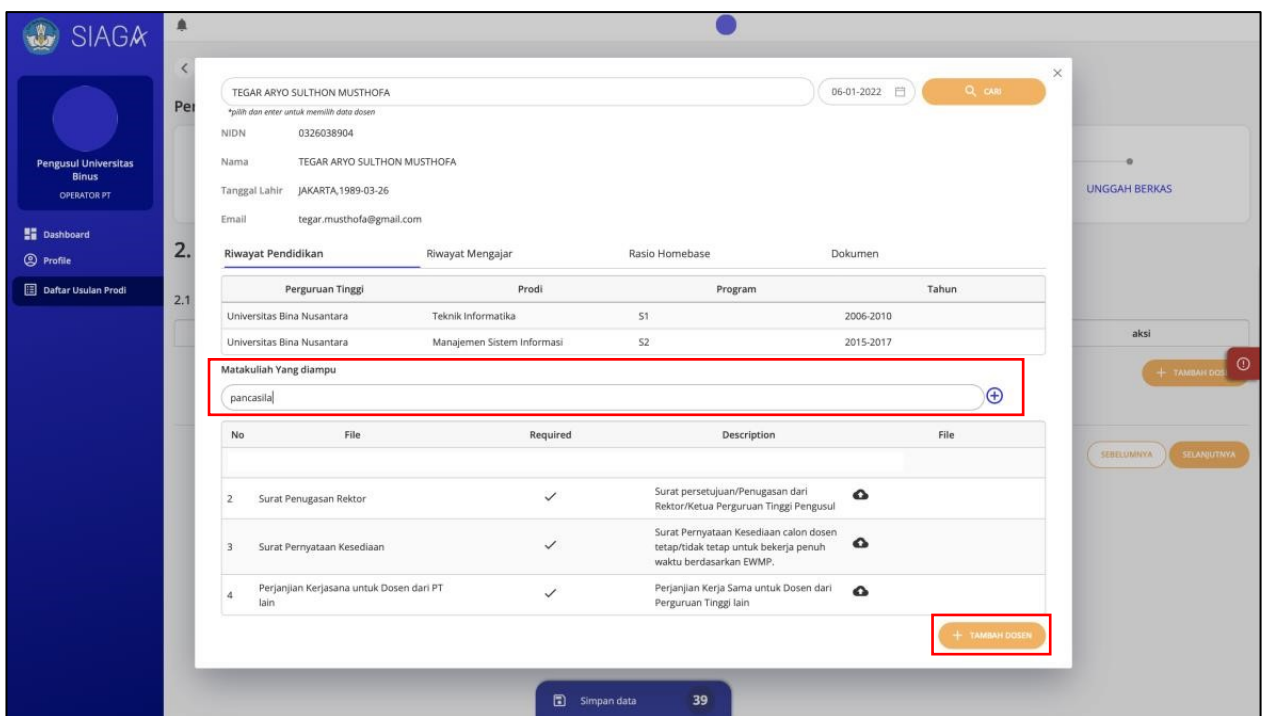 SIAGA
Pengusul Universitas
Binus
OPERATOR PT
Dashboard
Profile
Daftar Usulan Prodi
Per
2.
2.1
TEGAR ARYO SULTHON MUSTHOFA
06-01-2022
CARI
*pilih dan enter untuk memilih data dosen
NIDN 0326038904
Nama TEGAR ARYO SULTHON MUSTHOFA
Tanggal Lahir JAKARTA,1989-03-26
Email tegar.musthofa@gmail.com
Riwayat Pendidikan Riwayat Mengajar Rasio Homebase Dokumen
Perguruan Tinggi Prodi Program Tahun
Universitas Bina Nusantara Teknik Informatika S1 2006-2010
Universitas Bina Nusantara Manajemen Sistem Informasi S2 2015-2017
Matakuliah Yang diampu
pancasila
No File Required Description File
2 Surat Penugasan Rektor Surat persetujuan/Penugasan dari
Rektor/Ketua Perguruan Tinggi Pengusul
3 Surat Pernyataan Kesediaan Surat Pernyataan Kesediaan calon dosen
tetap/tidak tetap untuk bekerja penuh
waktu berdasarkan EWMP.
4 Perjanjian Kerjasana untuk Dosen dari PT
lain
Perjanjian Kerja Sama untuk Dosen dari
Perguruan Tinggi lain
+ TAMBAH DOSEN
UNGGAH BERKAS
aksi
+ TAMBAH DOS
SEBELUMNYA SELANJUTNYA
Simpan data 39